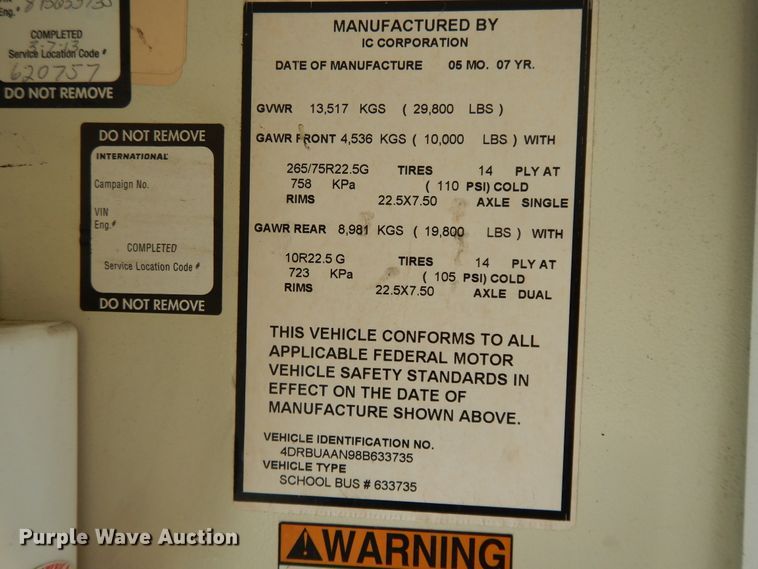 Eng.#
COMPLETED
3-7-13
Service Location Code #
620757
DO NOT REMOVE
DO NOT REMOVE
INTERNATIONAL
Campaign No.
VIN
Eng.#
COMPLETED
Service Location Code #
DO NOT REMOVE
MANUFACTURED BY
IC CORPORATION
DATE OF MANUFACTURE 05 MO. 07 YR.
GVWR 13,517 KGS ( 29,800 LBS )
GAWR FRONT 4,536 KGS ( 10,000 LBS ) WITH
265/75R22.5G TIRES 14 PLY AT
758 KPa ( 110 PSI) COLD
RIMS 22.5X7.50 AXLE SINGLE
GAWR REAR 8,981 KGS ( 19,800 LBS ) WITH
10R22.5 G TIRES 14 PLY AT
723 KPa ( 105 PSI) COLD
RIMS 22.5X7.50 AXLE DUAL
THIS VEHICLE CONFORMS TO ALL
APPLICABLE FEDERAL MOTOR
VEHICLE SAFETY STANDARDS IN
EFFECT ON THE DATE OF
MANUFACTURE SHOWN ABOVE.
VEHICLE IDENTIFICATION NO.
4DRBUAAN98B633735
VEHICLE TYPE
SCHOOL BUS # 633735
WARNING
Purple Wave Auction